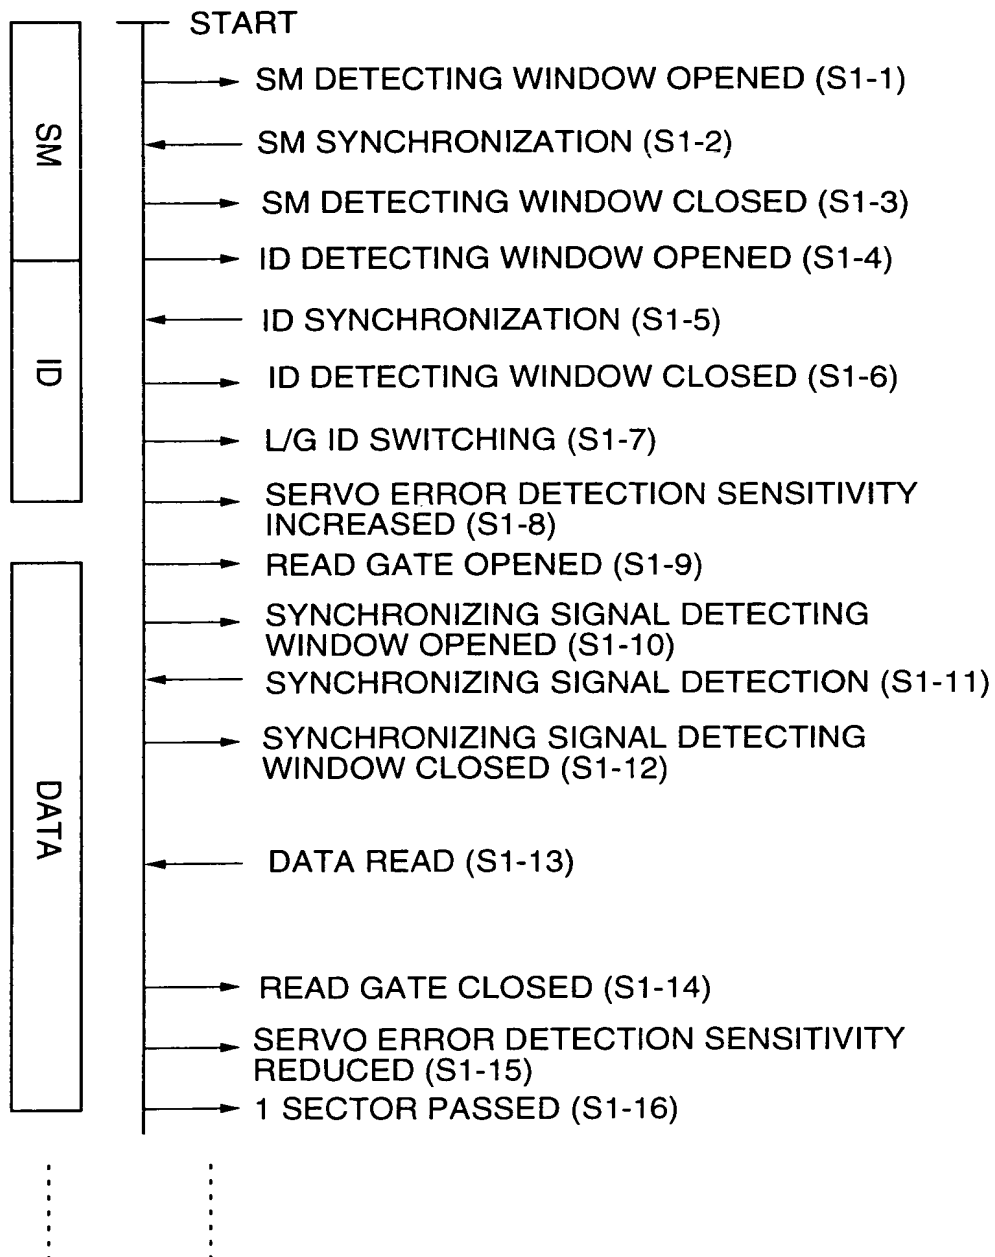 START
SM DETECTING WINDOW OPENED (S1-1)
SM SYNCHRONIZATION (S1-2)
SM
SM DETECTING WINDOW CLOSED (S1-3)
ID DETECTING WINDOW OPENED (S1-4)
ID SYNCHRONIZATION (S1-5)
ID
ID DETECTING WINDOW CLOSED (S1-6)
L/G ID SWITCHING (S1-7)
SERVO ERROR DETECTION SENSITIVITY
INCREASED (S1-8)
READ GATE OPENED (S1-9)
SYNCHRONIZING SIGNAL DETECTING
WINDOW OPENED (S1-10)
SYNCHRONIZING SIGNAL DETECTION (S1-11)
SYNCHRONIZING SIGNAL DETECTING
WINDOW CLOSED (S1-12)
DATA
DATA READ (S1-13)
READ GATE CLOSED (S1-14)
SERVO ERROR DETECTION SENSITIVITY
REDUCED (S1-15)
1 SECTOR PASSED (S1-16)